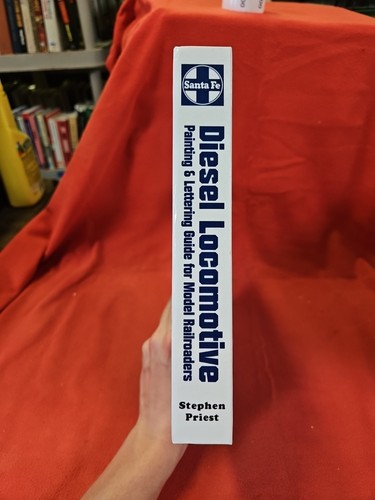 Santa Fe
Diesel Locomotive
Painting & Lettering Guide for Model Railroaders
Stephen
Priest